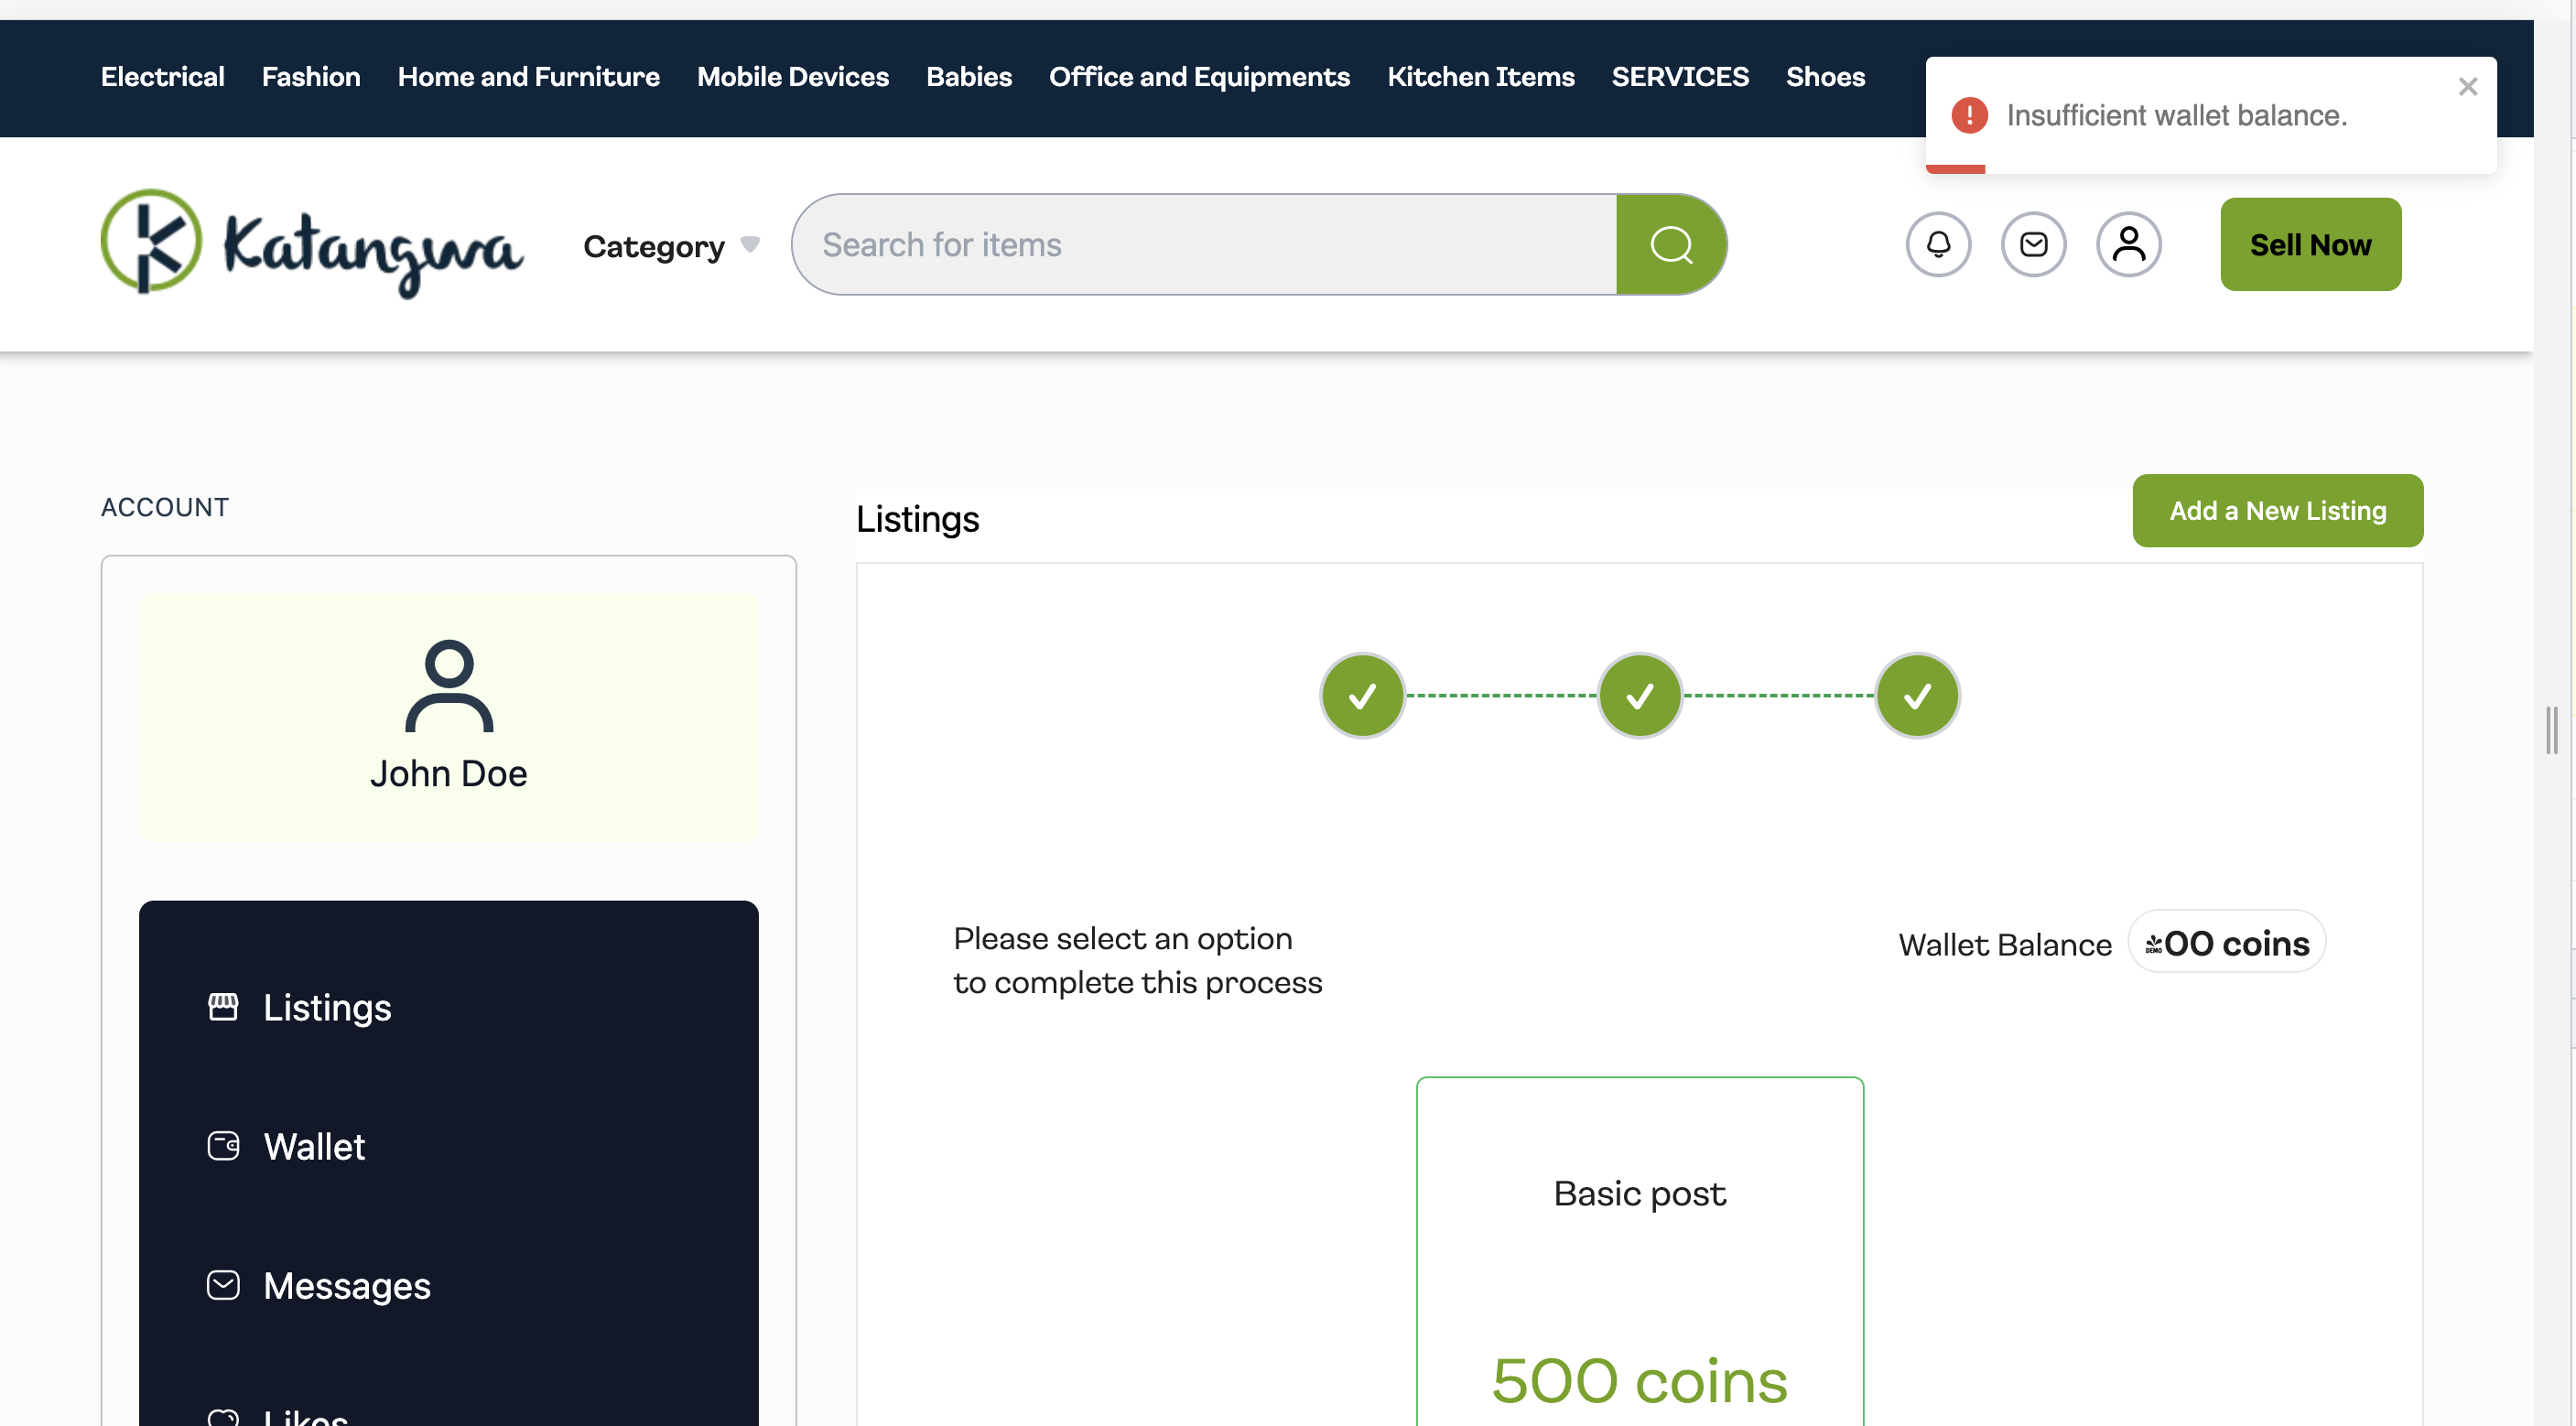 Electrical Fashion Home and Furniture Mobile Devices Babies Office and Equipments Kitchen Items SERVICES Shoes
Insufficient wallet balance.
Katangwa
Category
Search for items
Sell Now
ACCOUNT
John Doe
Listings
Wallet
Messages
Likes
Listings
Add a New Listing
Please select an option
to complete this process
Wallet Balance
DEMO
00 coins
Basic post
500 coins